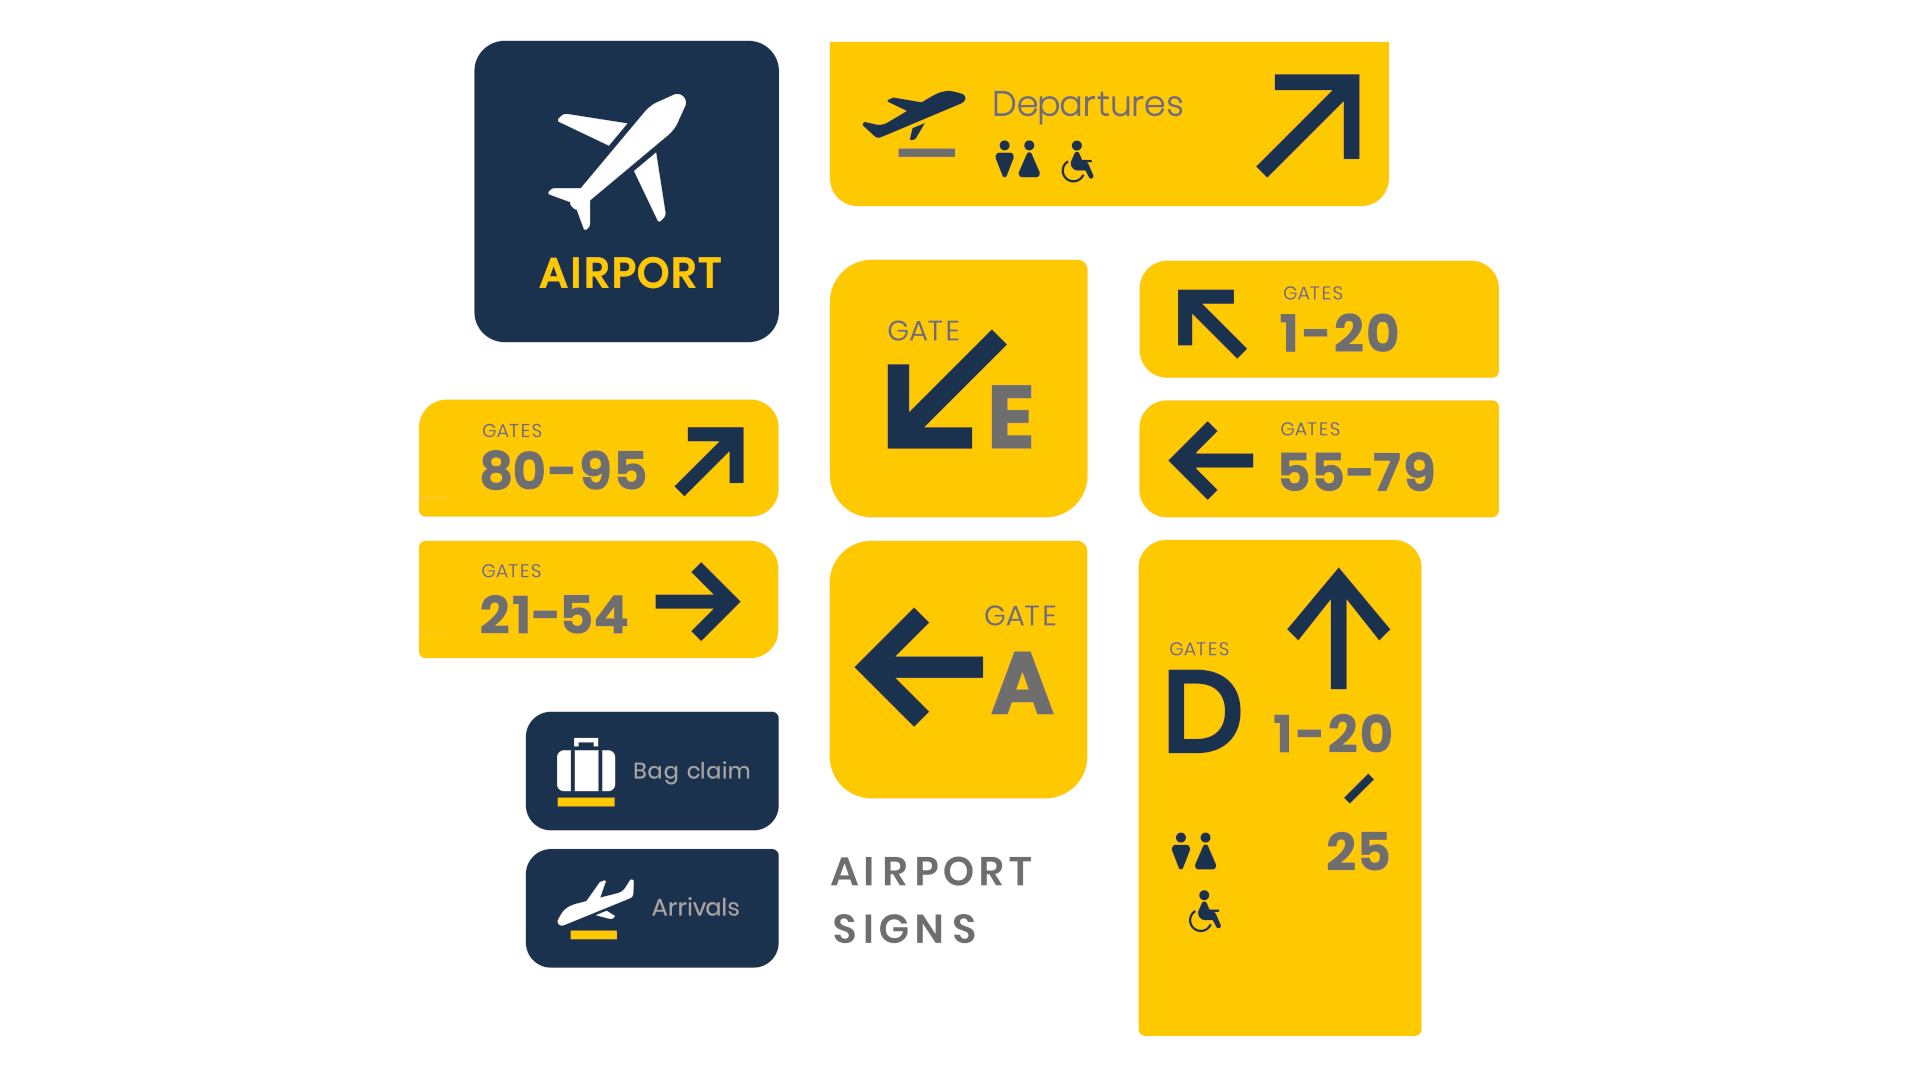 AIRPORT
Departures
GATE
E
GATES
1-20
GATES
80-95
GATES
55-79
GATES
21-54
GATE
A
GATES
D
1-20
/
25
Bag claim
Arrivals
AIRPORT
SIGNS